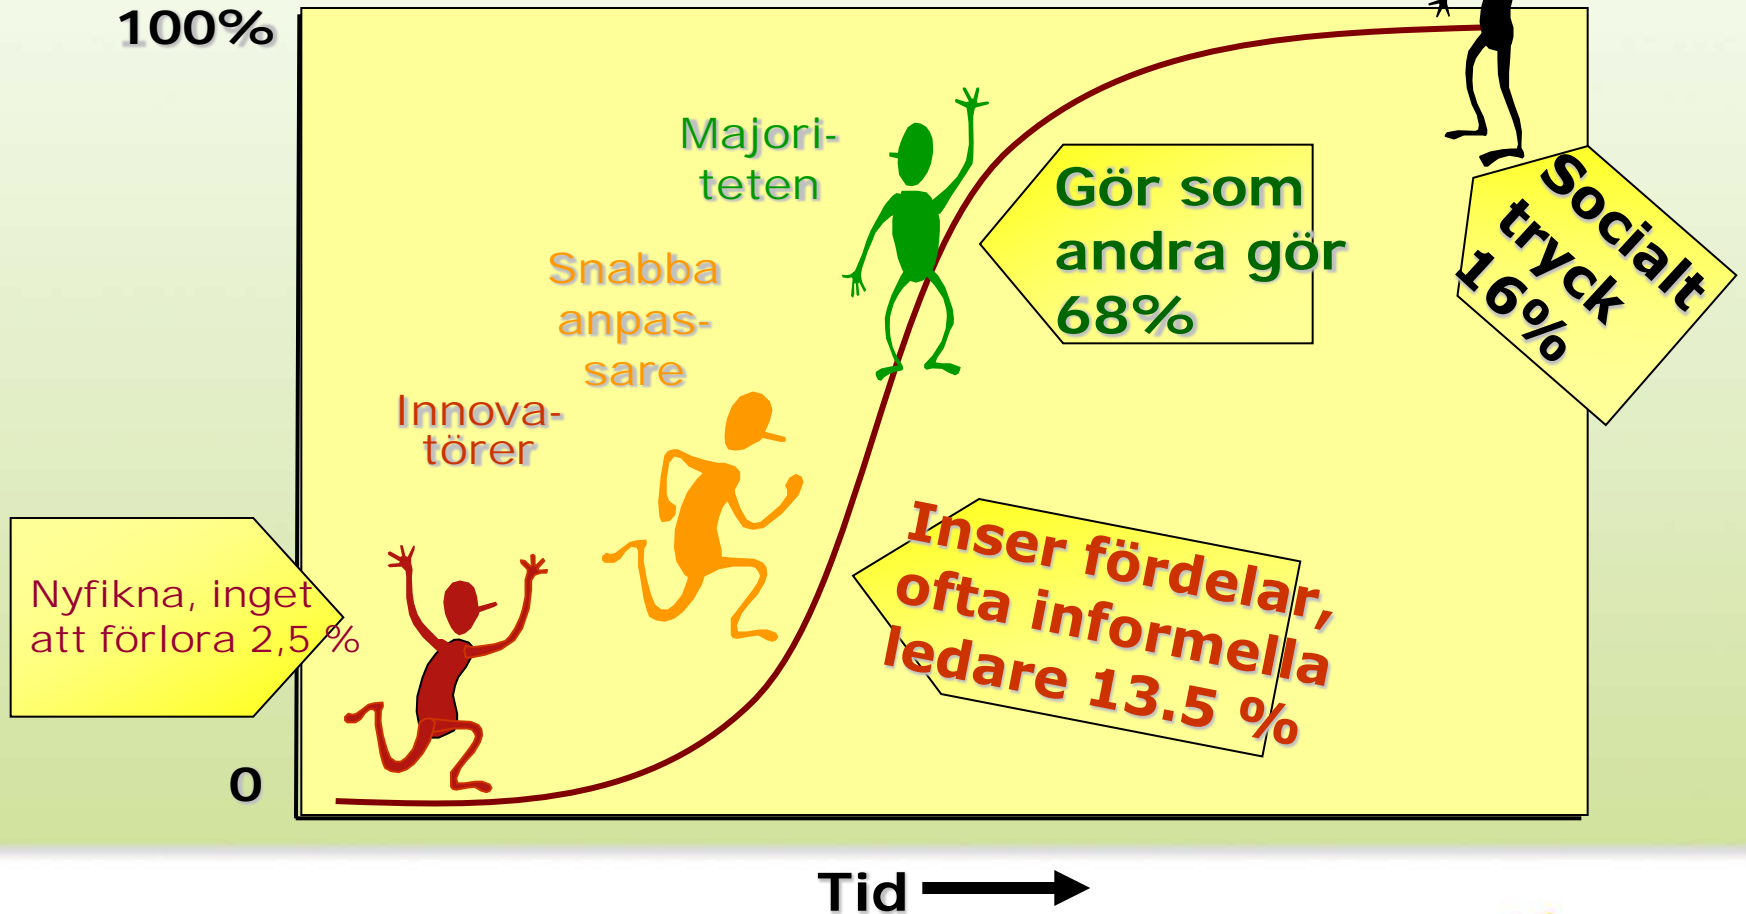 100%
Majori-
teten
Gör som
andra gör
68%
Socialt
tryck
16%
Snabba
anpas-
sare
Innova-
törer
Inser fördelar,
ofta informella
ledare 13.5 %
Nyfikna, inget
att förlora 2,5 %
0
Tid